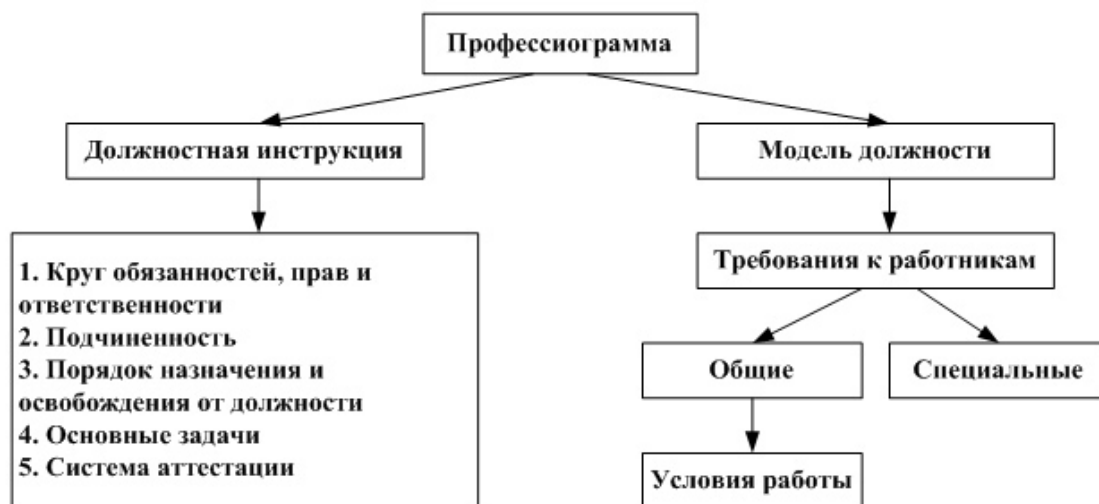 Профессиограмма
Должностная инструкция
Модель должности
1. Круг обязанностей, прав и
ответственности
2. Подчиненность
3. Порядок назначения и
освобождения от должности
4. Основные задачи
5. Система аттестации
Требования к работникам
Общие
Специальные
Условия работы